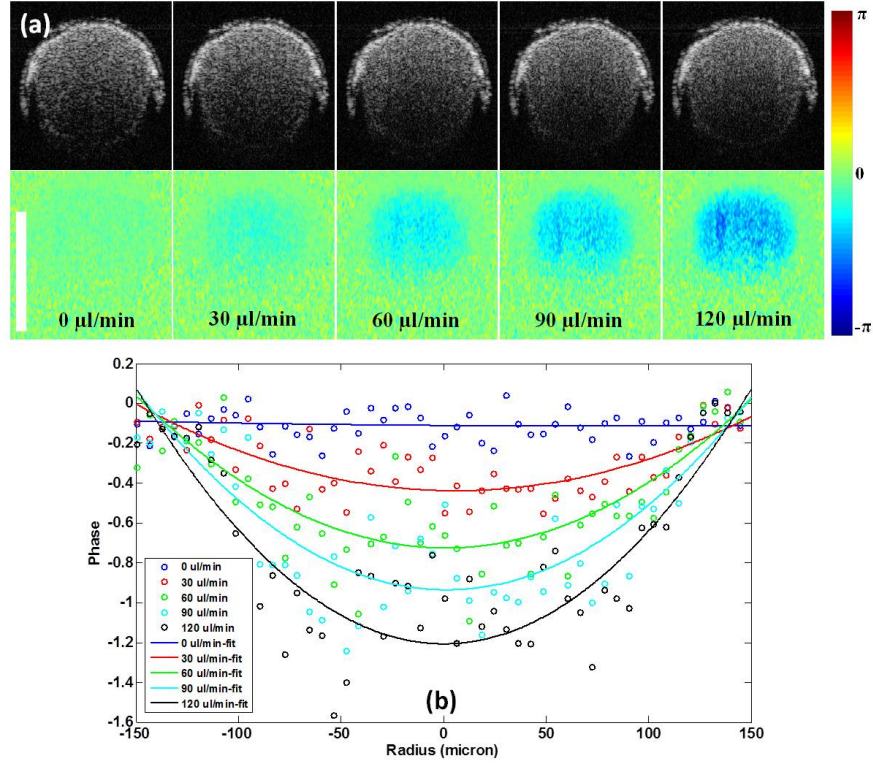 (a)
π
0
-π
0 µl/min 30 µl/min 60 µl/min 90 µl/min 120 µl/min
0.2
0
-0.2
-0.4
-0.6
-0.8
-1
-1.2
-1.4
-1.6
Phase
0 ul/min
30 ul/min
60 ul/min
90 ul/min
120 ul/min
0 ul/min-fit
30 ul/min-fit
60 ul/min-fit
90 ul/min-fit
120 ul/min-fit
(b)
-150 -100 -50 0 50 100 150
Radius (micron)